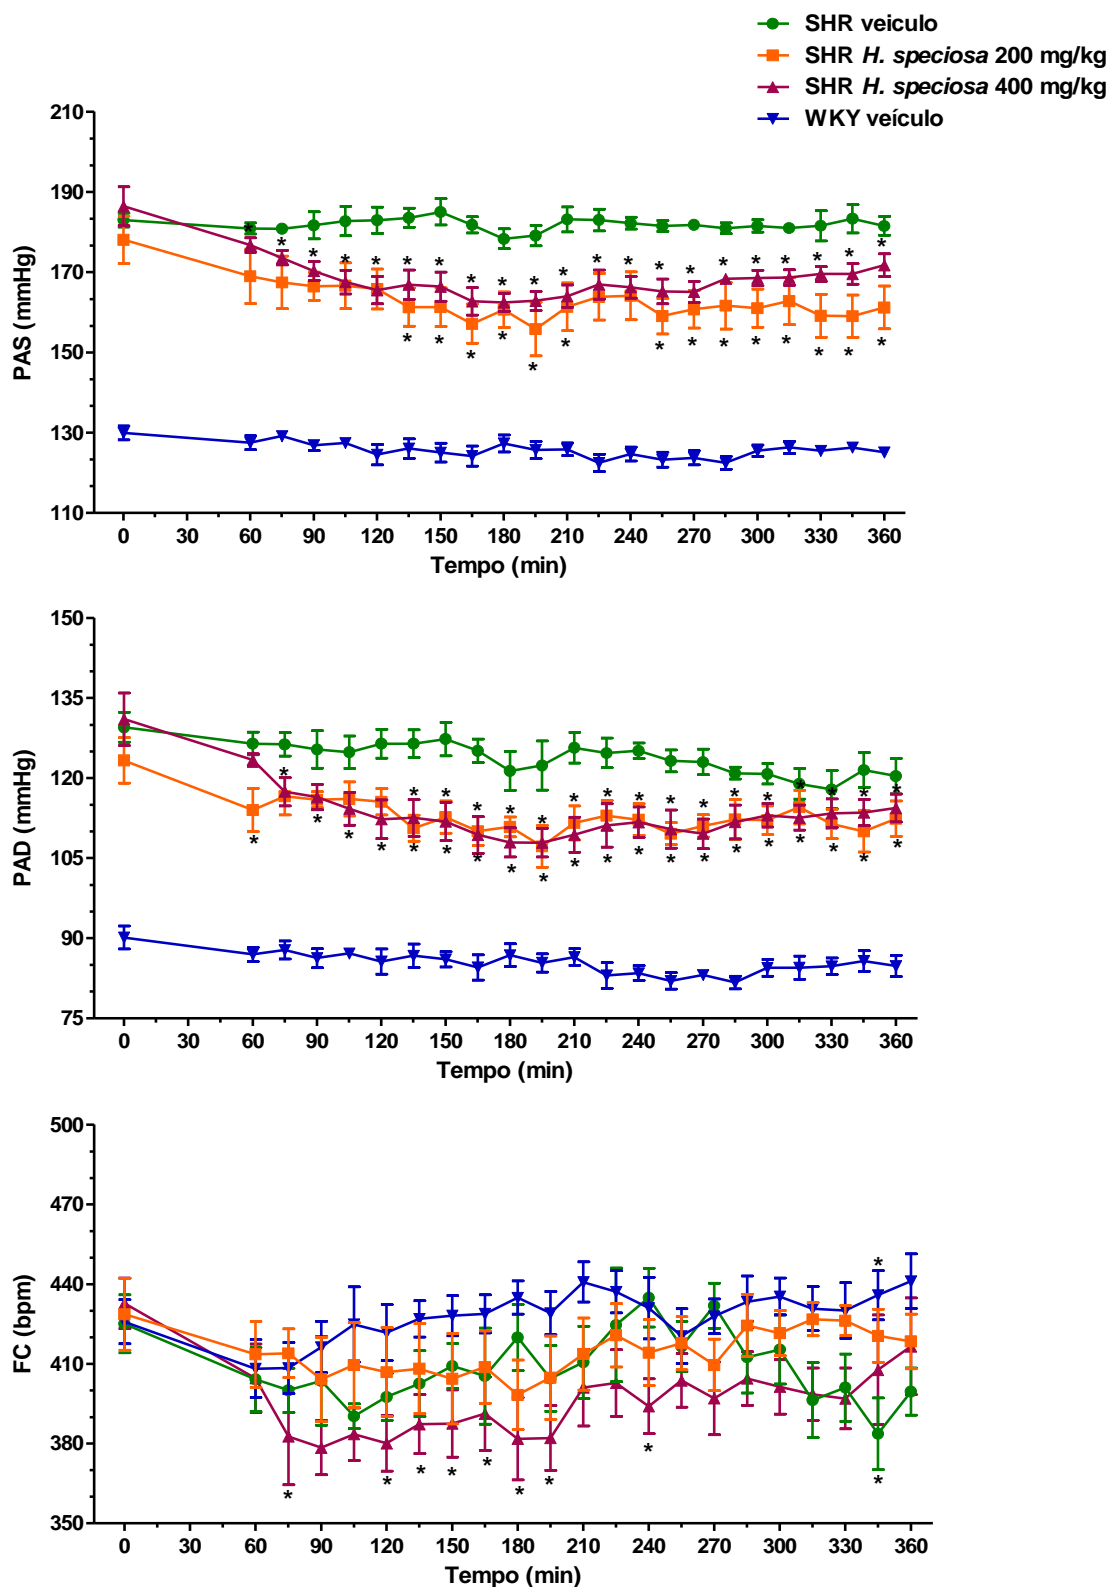 SHR veiculo
SHR H. speciosa 200 mg/kg
SHR H. speciosa 400 mg/kg
WKY veículo
210
190
170
150
130
110
PAS (mmHg)
0 30 60 90 120 150 180 210 240 270 300 330 360
Tempo (min)
150
135
120
105
90
75
PAD (mmHg)
0 30 60 90 120 150 180 210 240 270 300 330 360
Tempo (min)
500
470
440
410
380
350
FC (bpm)
0 30 60 90 120 150 180 210 240 270 300 330 360
Tempo (min)